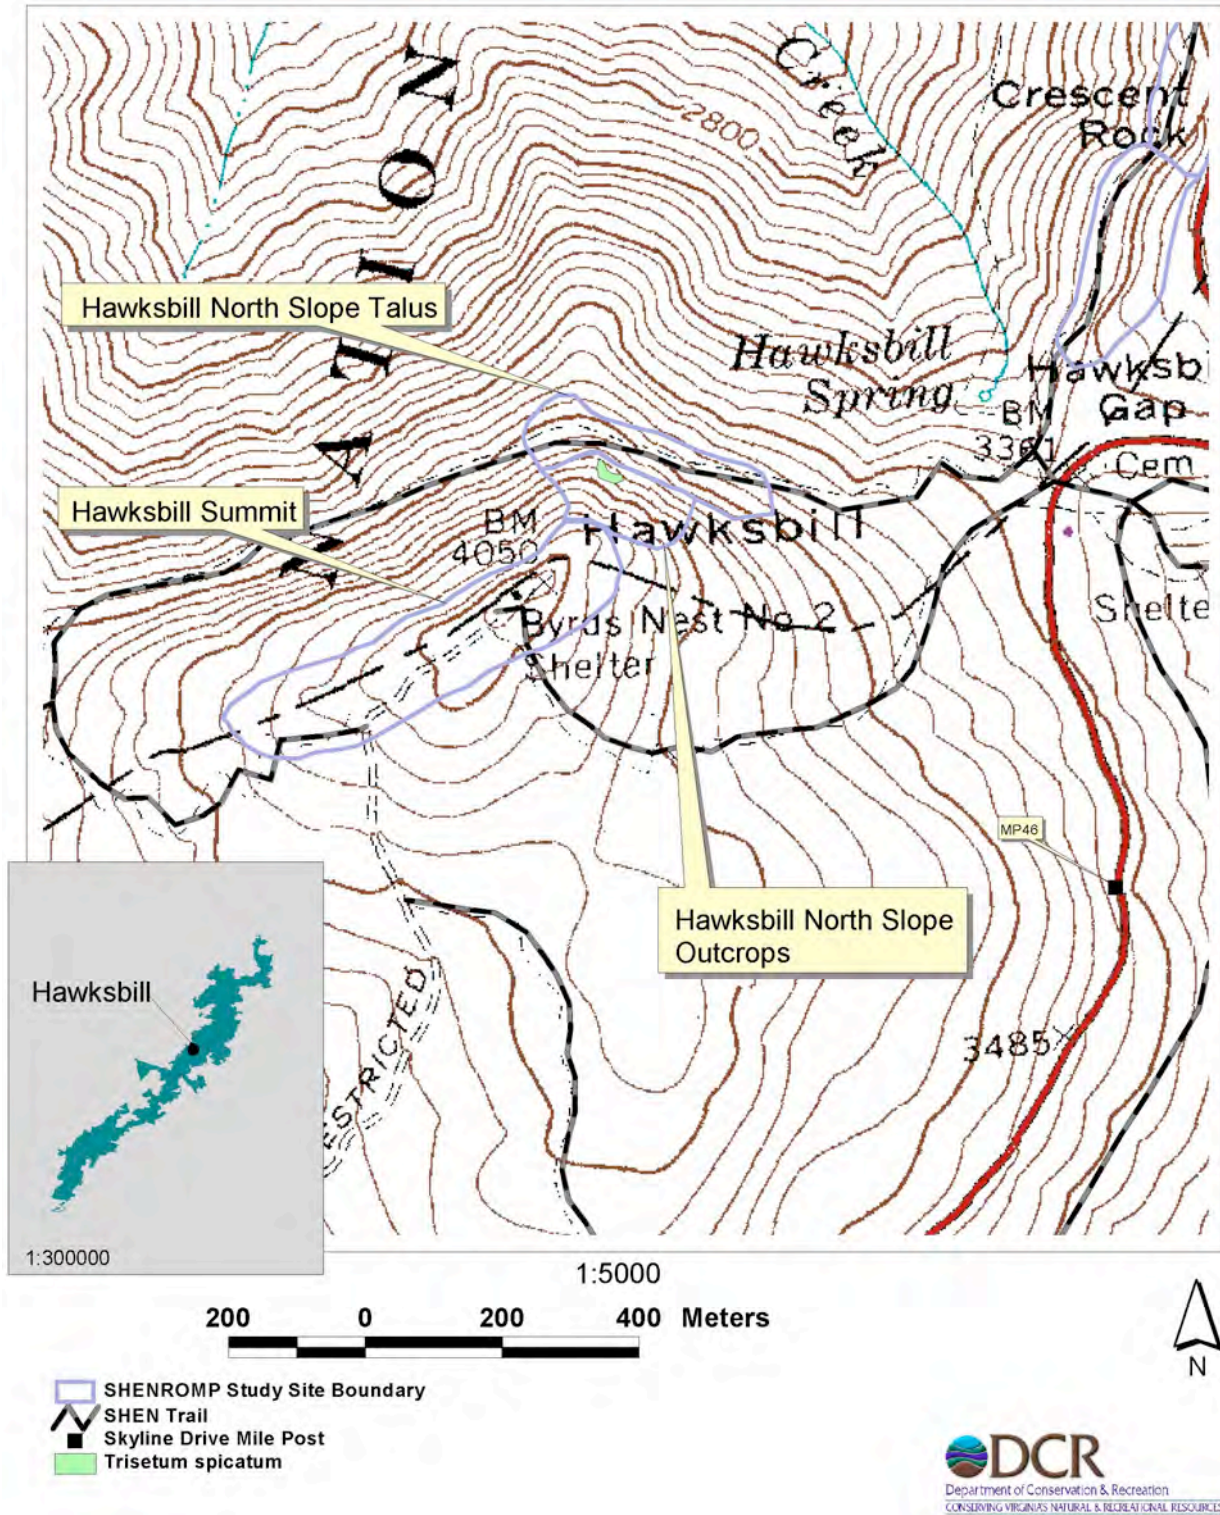 NATION
Creek
2800
Crescent
Rock
Hawksbill North Slope Talus
Hawksbill
Spring
Hawksb
Gap
BM
3361
Cem
Hawksbill Summit
BM
4050
Hawksbill
Byrds Nest No 2
Shelter
Shelte
MP46
Hawksbill North Slope
Outcrops
3485
ESTRICTED
Hawksbill
1:300000
1:5000
200 0 200 400 Meters
SHENROMP Study Site Boundary
SHEN Trail
Skyline Drive Mile Post
Trisetum spicatum
N
DCR
Department of Conservation & Recreation
CONSERVING VIRGINIA'S NATURAL & RECREATIONAL RESOURCES